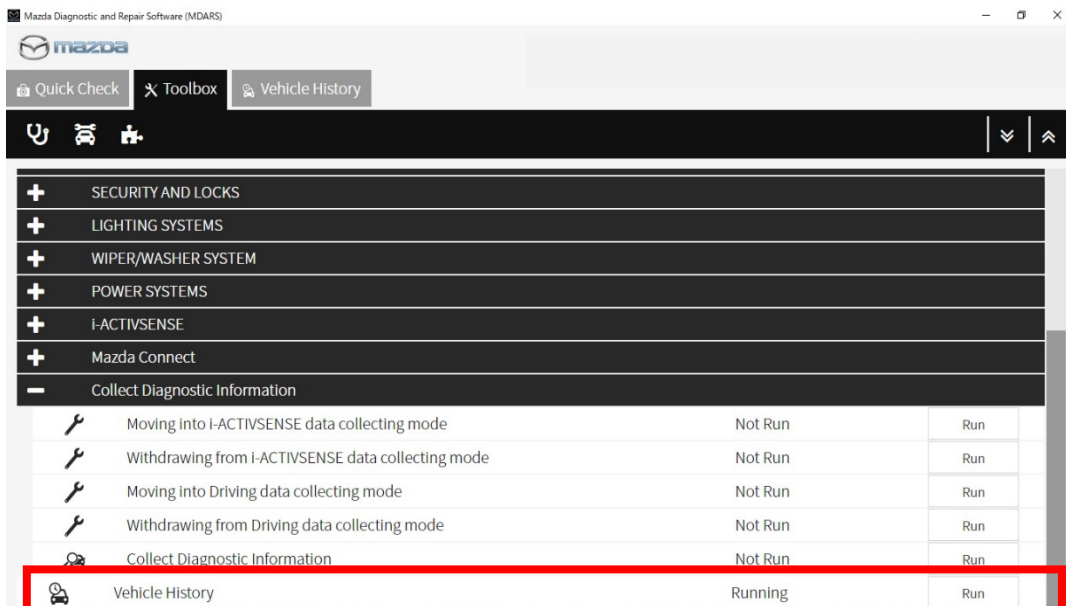 Mazda Diagnostic and Repair Software (MDARS)
mazda
Quick Check Toolbox Vehicle History
SECURITY AND LOCKS
LIGHTING SYSTEMS
WIPER/WASHER SYSTEM
POWER SYSTEMS
i-ACTIVSENSE
Mazda Connect
Collect Diagnostic Information
Moving into i-ACTIVSENSE data collecting mode Not Run Run
Withdrawing from i-ACTIVSENSE data collecting mode Not Run Run
Moving into Driving data collecting mode Not Run Run
Withdrawing from Driving data collecting mode Not Run Run
Collect Diagnostic Information Not Run Run
Vehicle History Running Run